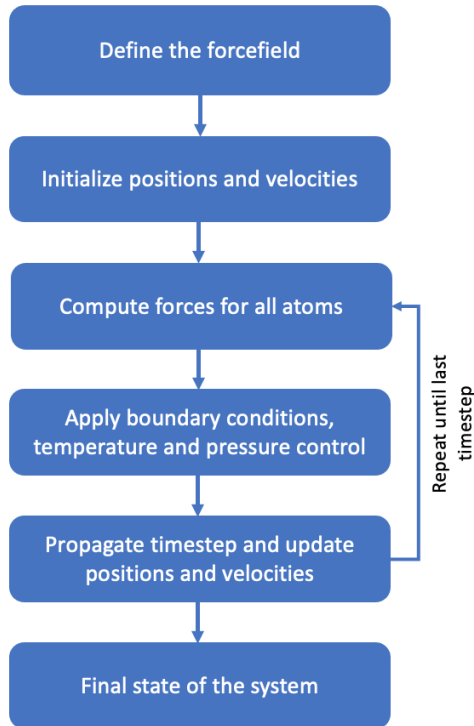 Define the forcefield
Initialize positions and velocities
Compute forces for all atoms
Apply boundary conditions,
temperature and pressure control
Propagate timestep and update
positions and velocities
Final state of the system
Repeat until last
timestep